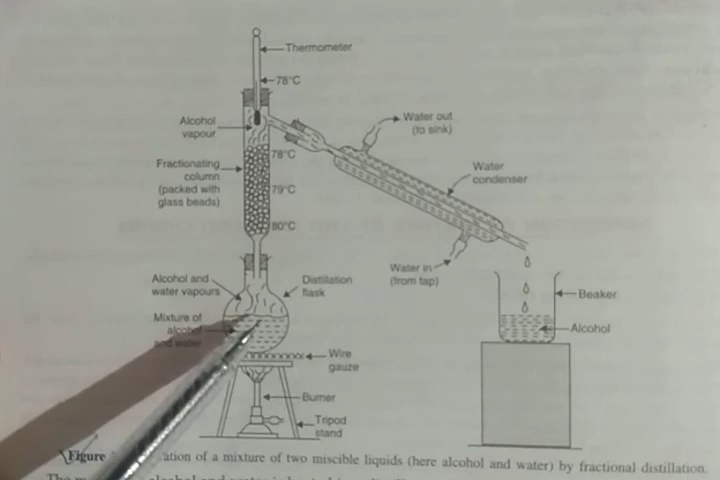 Thermometer
78°C
Alcohol
vapour
Water out
(to sink)
78°C
Fractionating
column
(packed with
glass beads)
Water
condenser
79°C
80°C
Water in
(from tap)
Alcohol and
water vapours
Distillation
flask
Beaker
Mixture of
alcohol
and water
Alcohol
Wire
gauze
Burner
Tripod
stand
Figure ation of a mixture of two miscible liquids (here alcohol and water) by fractional distillation.